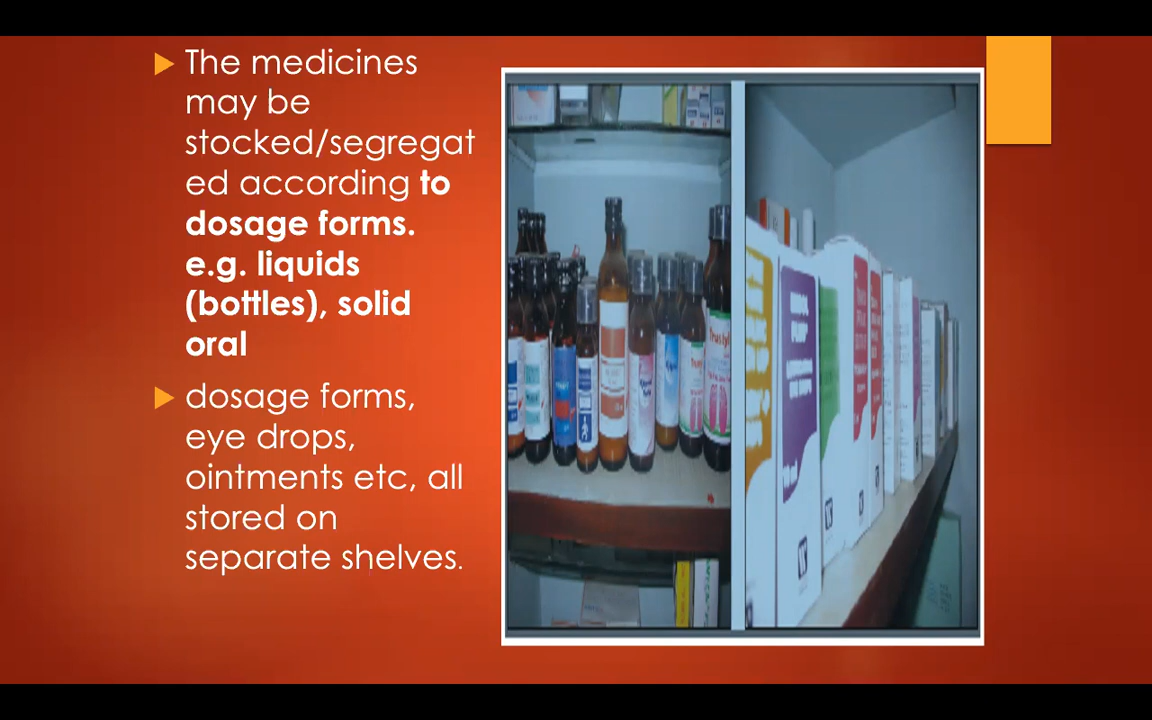 The medicines
may be
stocked/segregat
ed according to
dosage forms.
e.g. liquids
(bottles), solid
oral
dosage forms,
eye drops,
ointments etc, all
stored on
separate shelves.